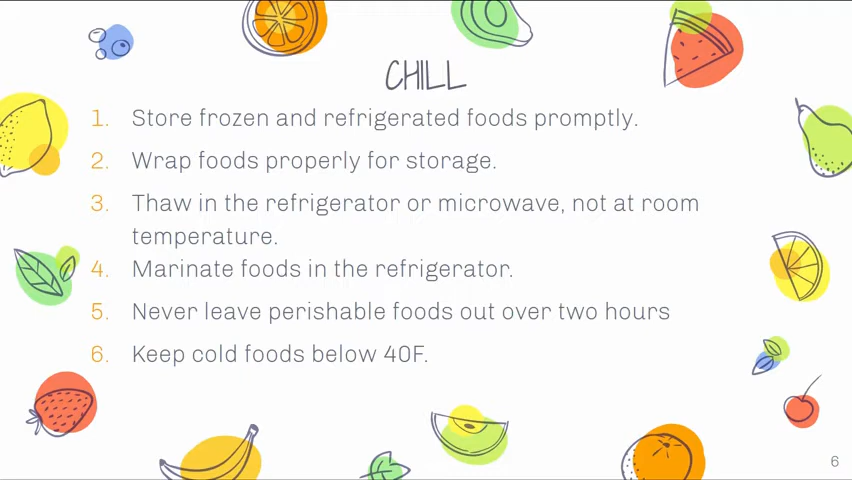 CHILL
1. Store frozen and refrigerated foods promptly.
2. Wrap foods properly for storage.
3. Thaw in the refrigerator or microwave, not at room
temperature.
4. Marinate foods in the refrigerator.
5. Never leave perishable foods out over two hours
6. Keep cold foods below 40F.
6